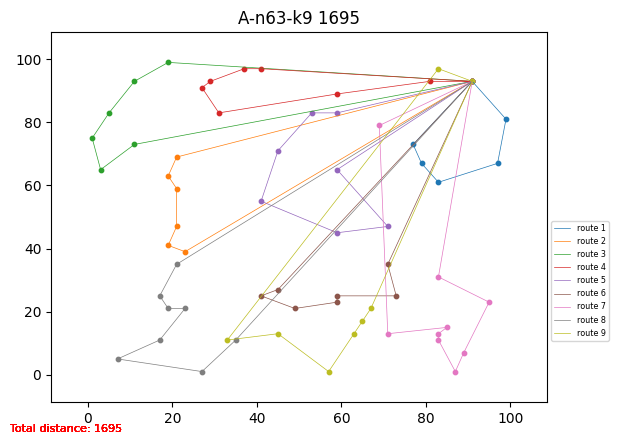 A-n63-k9 1695
100
80
60
40
20
0
0 20 40 60 80 100
route 1
route 2
route 3
route 4
route 5
route 6
route 7
route 8
route 9
Total distance: 1695